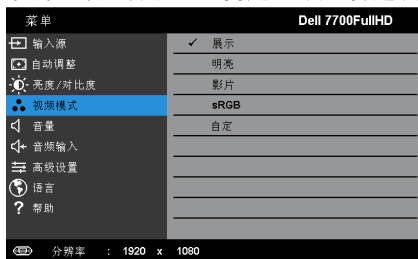 菜单 Dell 7700FullHD
输入源 ✓ 展示
自动调整 明亮
亮度/对比度 影片
视频模式 sRGB
音量 自定
音频输入
高级设置
语言
? 帮助
分辨率 : 1920 x 1080